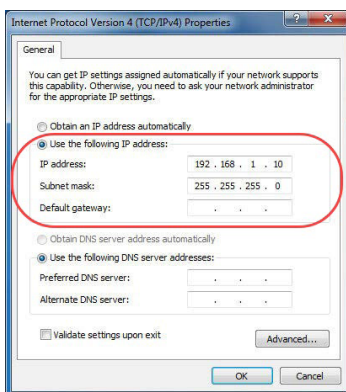 Internet Protocol Version 4 (TCP/IPv4) Properties
General
You can get IP settings assigned automatically if your network supports
this capability. Otherwise, you need to ask your network administrator
for the appropriate IP settings.
Obtain an IP address automatically
Use the following IP address:
IP address: 192 . 168 . 1 . 10
Subnet mask: 255 . 255 . 255 . 0
Default gateway: . . .
Obtain DNS server address automatically
Use the following DNS server addresses:
Preferred DNS server: . . .
Alternate DNS server: . . .
Validate settings upon exit
Advanced...
OK Cancel